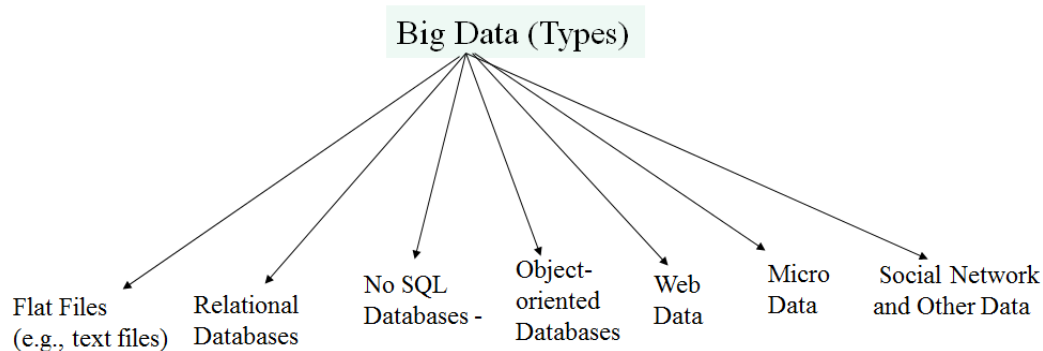 Big Data (Types)
Flat Files
(e.g., text files)
Relational
Databases
No SQL
Databases -
Object-
oriented
Databases
Web
Data
Micro
Data
Social Network
and Other Data